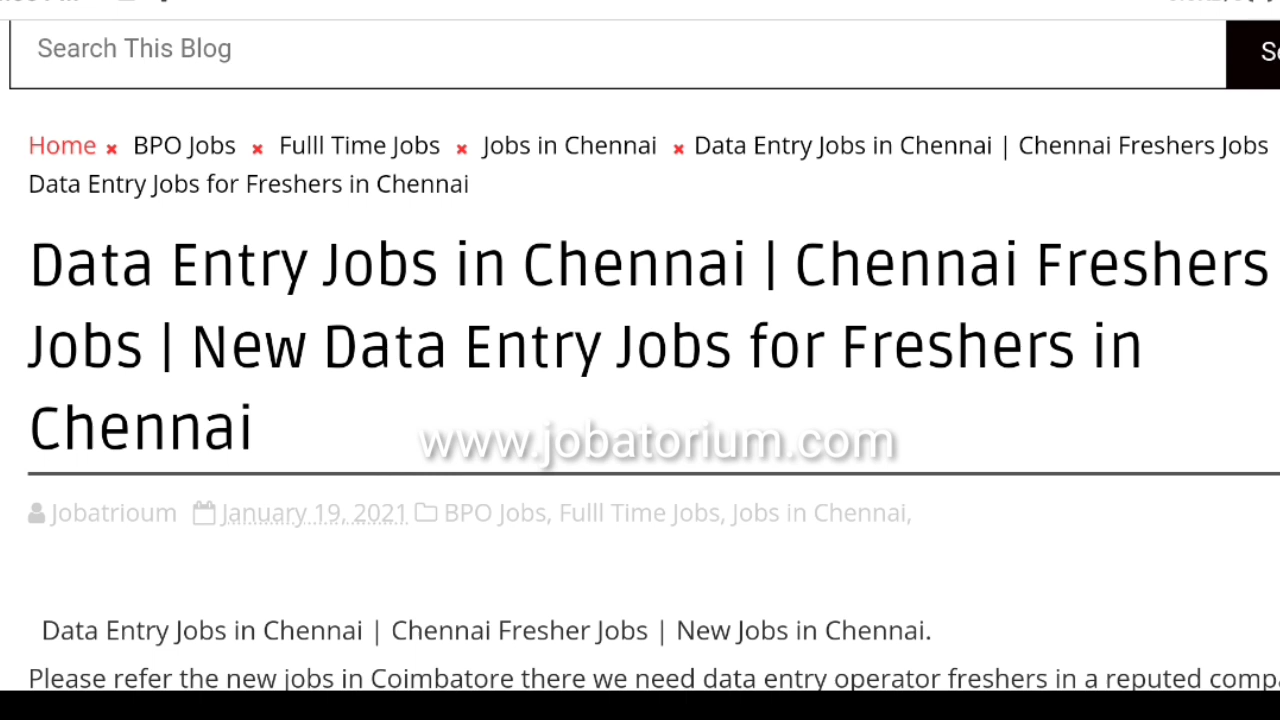 Search This Blog
Home × BPO Jobs × Fulll Time Jobs × Jobs in Chennai × Data Entry Jobs in Chennai | Chennai Freshers Jobs
Data Entry Jobs for Freshers in Chennai
Data Entry Jobs in Chennai | Chennai Freshers
Jobs | New Data Entry Jobs for Freshers in
Chennai
www.jobatorium.com
Jobatrioum January 19, 2021 BPO Jobs, Fulll Time Jobs, Jobs in Chennai,
Data Entry Jobs in Chennai | Chennai Fresher Jobs | New Jobs in Chennai.
Please refer the new jobs in Coimbatore there we need data entry operator freshers in a reputed